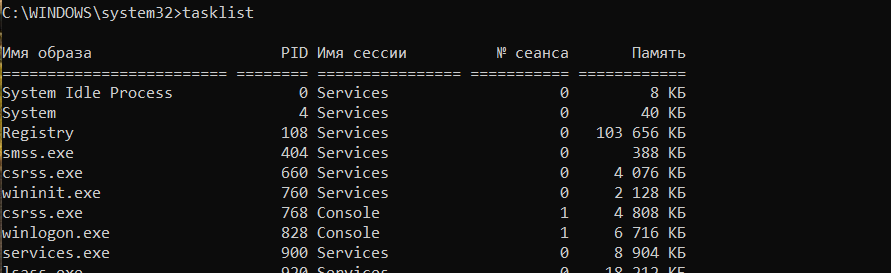 C:\WINDOWS\system32>tasklist
Имя образа                     PID Имя сессии          № сеанса       Память
========================= ======== ================ =========== ============
System Idle Process              0 Services                   0         8 КБ
System                           4 Services                   0        40 КБ
Registry                       108 Services                   0   103 656 КБ
smss.exe                       404 Services                   0       388 КБ
csrss.exe                      660 Services                   0     4 076 КБ
wininit.exe                    760 Services                   0     2 128 КБ
csrss.exe                      768 Console                    1     4 808 КБ
winlogon.exe                   828 Console                    1     6 716 КБ
services.exe                   900 Services                   0     8 904 КБ
lsass.exe                      920 Services                   0    18 212 КБ